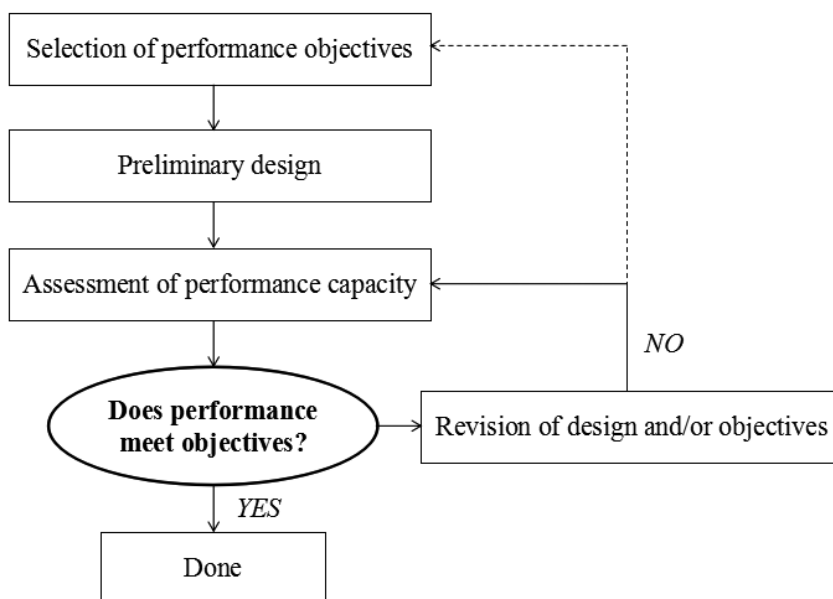 Selection of performance objectives
Preliminary design
Assessment of performance capacity
NO
Does performance
meet objectives?
Revision of design and/or objectives
YES
Done